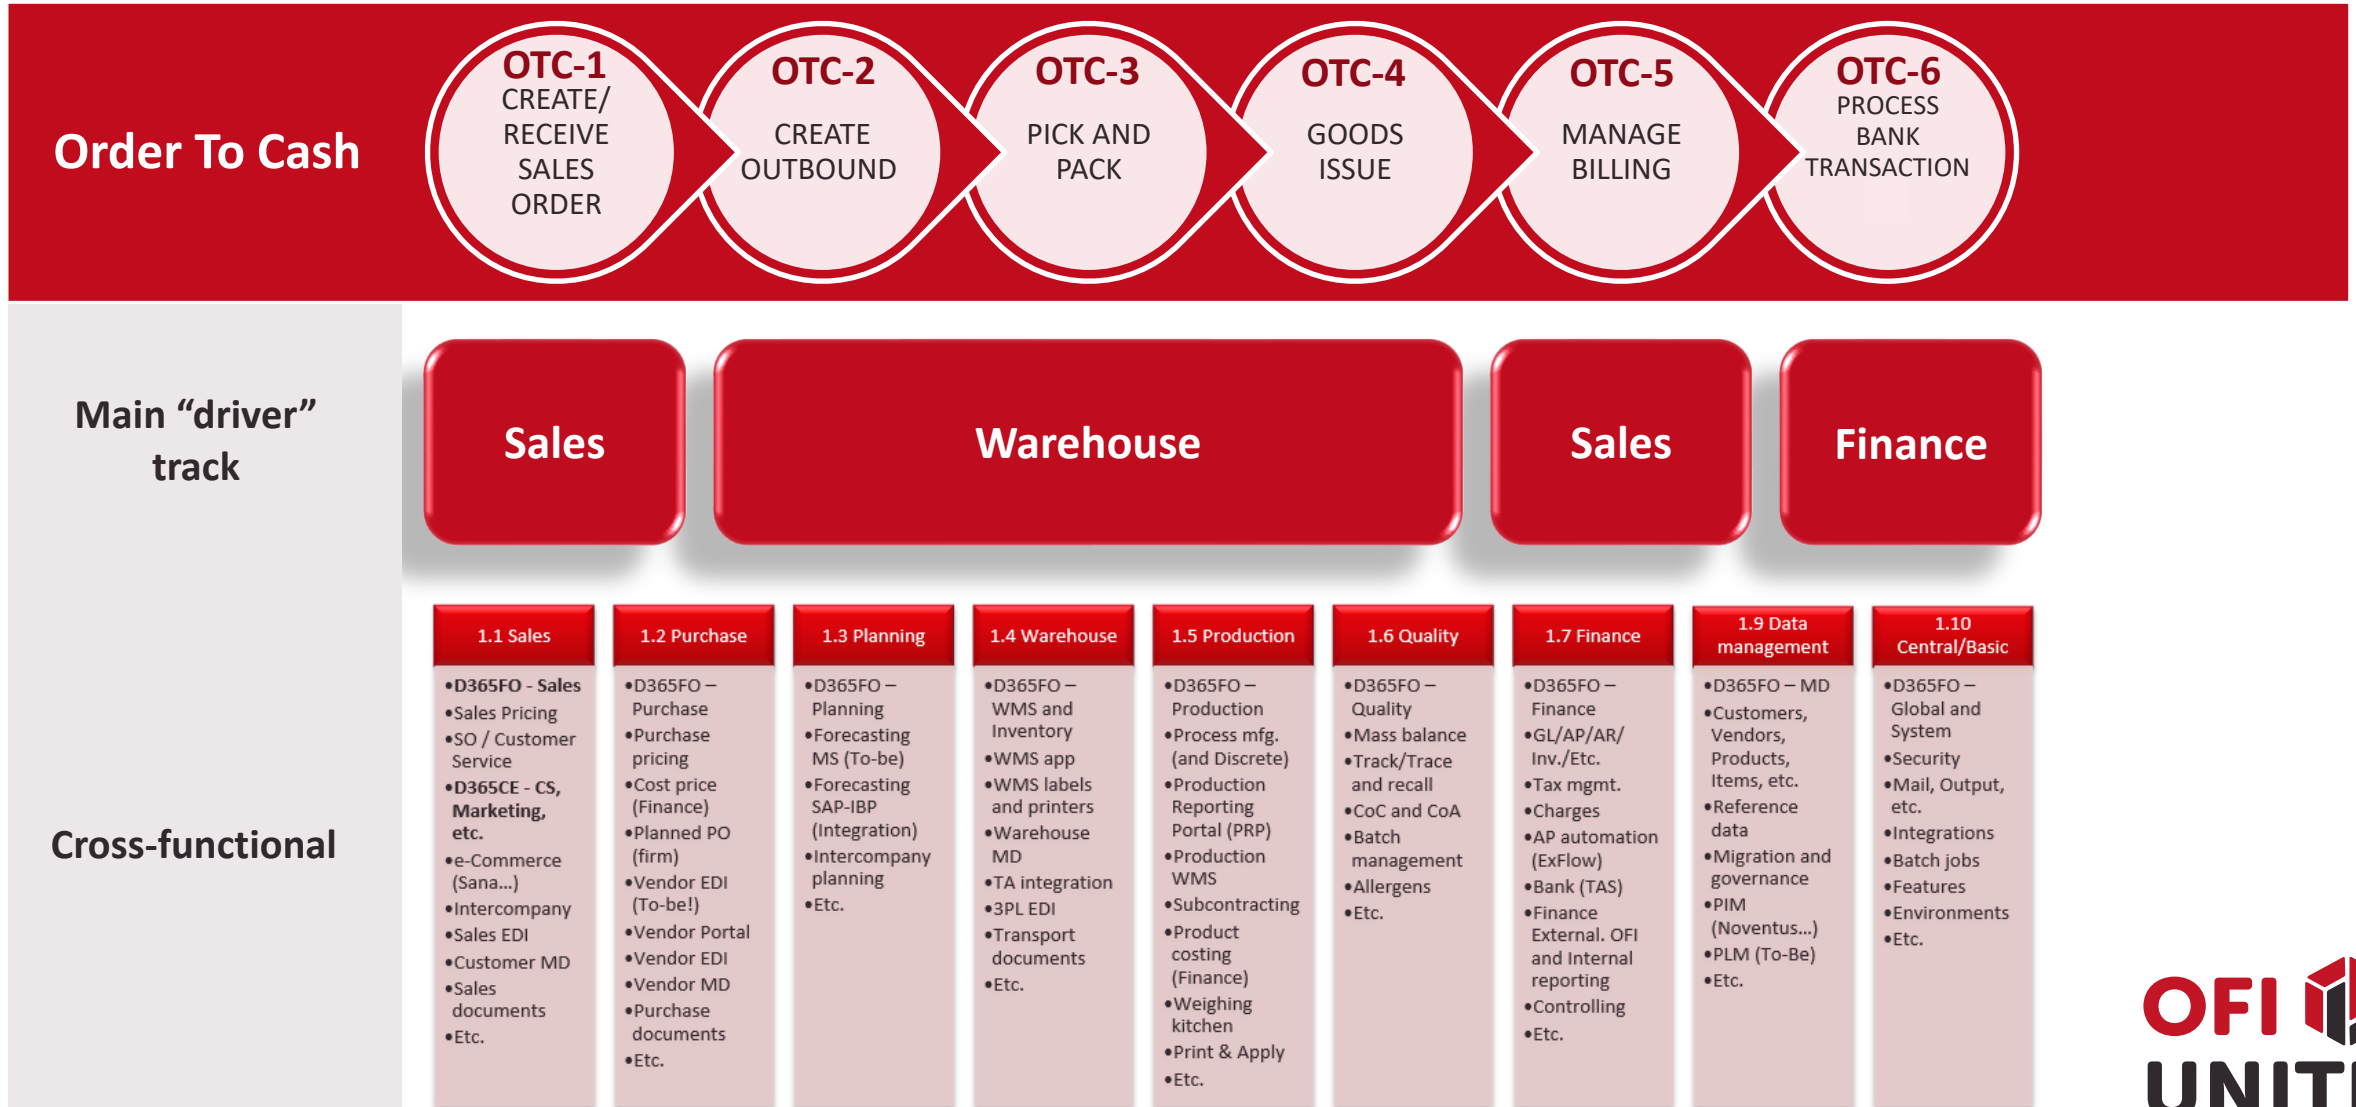 Order To Cash
OTC-1
CREATE/
RECEIVE
SALES
ORDER
OTC-2
CREATE
OUTBOUND
OTC-3
PICK AND
PACK
OTC-4
GOODS
ISSUE
OTC-5
MANAGE
BILLING
OTC-6
PROCESS
BANK
TRANSACTION
Main “driver”
track
Sales
Warehouse
Sales
Finance
Cross-functional
1.1 Sales
•D365FO - Sales
•Sales Pricing
•SO / Customer
Service
•D365CE - CS,
Marketing,
etc.
•e-Commerce
(Sana...)
•Intercompany
•Sales EDI
•Customer MD
•Sales
documents
•Etc.
1.2 Purchase
•D365FO –
Purchase
•Purchase
pricing
•Cost price
(Finance)
•Planned PO
(firm)
•Vendor EDI
(To-be!)
•Vendor Portal
•Vendor EDI
•Vendor MD
•Purchase
documents
•Etc.
1.3 Planning
•D365FO –
Planning
•Forecasting
MS (To-be)
•Forecasting
SAP-IBP
(Integration)
•Intercompany
planning
•Etc.
1.4 Warehouse
•D365FO –
WMS and
Inventory
•WMS app
•WMS labels
and printers
•Warehouse
MD
•TA integration
•3PL EDI
•Transport
documents
•Etc.
1.5 Production
•D365FO –
Production
•Process mfg.
(and Discrete)
•Production
Reporting
Portal (PRP)
•Production
WMS
•Subcontracting
•Product
costing
(Finance)
•Weighing
kitchen
•Print & Apply
•Etc.
1.6 Quality
•D365FO –
Quality
•Mass balance
•Track/Trace
and recall
•CoC and CoA
•Batch
management
•Allergens
•Etc.
1.7 Finance
•D365FO –
Finance
•GL/AP/AR/
Inv./Etc.
•Tax mgmt.
•Charges
•AP automation
(ExFlow)
•Bank (TAS)
•Finance
External. OFI
and Internal
reporting
•Controlling
•Etc.
1.9 Data
management
•D365FO – MD
•Customers,
Vendors,
Products,
Items, etc.
•Reference
data
•Migration and
governance
•PIM
(Noventus...)
•PLM (To-Be)
•Etc.
1.10
Central/Basic
•D365FO –
Global and
System
•Security
•Mail, Output,
etc.
•Integrations
•Batch jobs
•Features
•Environments
•Etc.
OFI